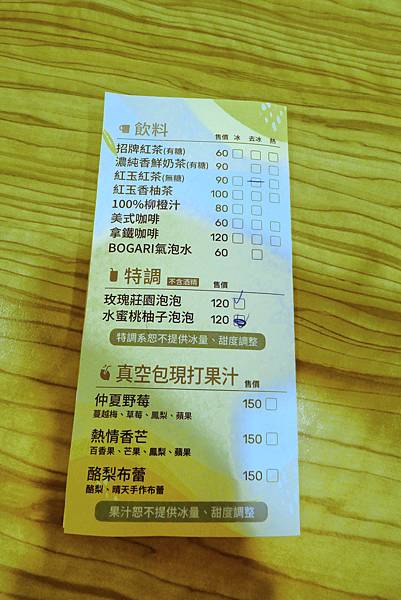 飲料 售價 冰 去冰 熱
招牌紅茶(有糖) 60
濃純香鮮奶茶(有糖) 90
紅玉紅茶(無糖) 90
紅玉香柚茶 100
100%柳橙汁 80
美式咖啡 60
拿鐵咖啡 120
BOGARI氣泡水 60
特調 不含酒精 售價
玫瑰莊園泡泡 120
水蜜桃柚子泡泡 120
特調系恕不提供冰量、甜度調整
真空包現打果汁 售價
仲夏野莓 150
蔓越梅、草莓、鳳梨、蘋果
熱情香芒 150
百香果、芒果、鳳梨、蘋果
酪梨布蕾 150
酪梨、晴天手作布蕾
果汁恕不提供冰量、甜度調整